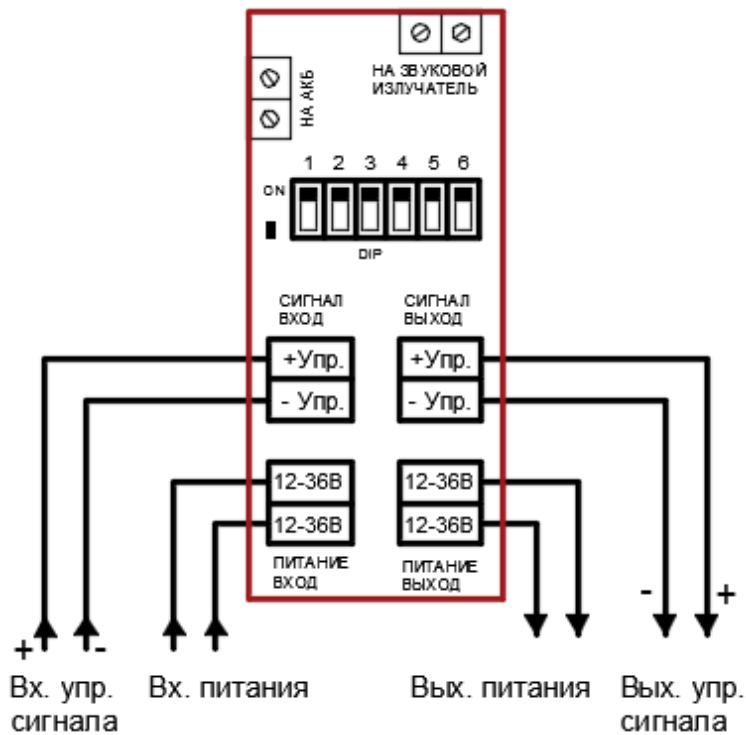 НА ЗВУКОВОЙ
ИЗЛУЧАТЕЛЬ
НА АКБ
1 2 3 4 5 6
ON
DIP
СИГНАЛ
ВХОД
СИГНАЛ
ВЫХОД
+Упр.
- Упр.
+Упр.
- Упр.
12-36В
12-36В
12-36В
12-36В
ПИТАНИЕ
ВХОД
ПИТАНИЕ
ВЫХОД
+ -
- +
Вх. упр.
сигнала
Вх. питания
Вых. питания
Вых. упр.
сигнала